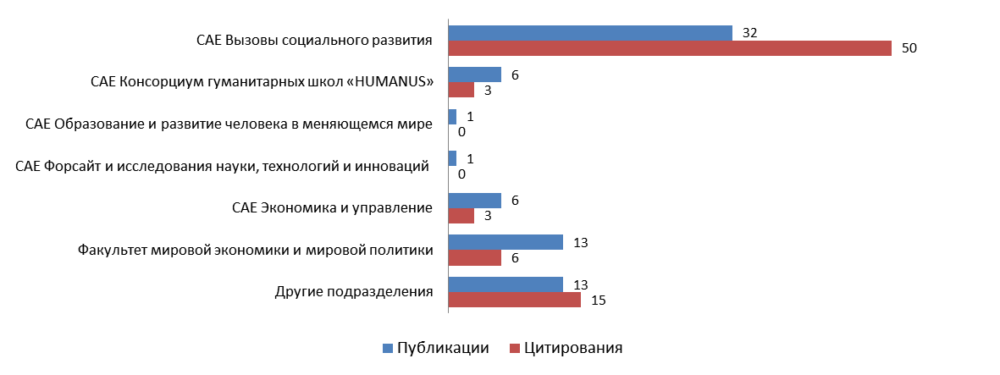 САЕ Вызовы социального развития
32
50
САЕ Консорциум гуманитарных школ «HUMANUS»
6
3
САЕ Образование и развитие человека в меняющемся мире
1
0
САЕ Форсайт и исследования науки, технологий и инноваций
1
0
САЕ Экономика и управление
6
3
Факультет мировой экономики и мировой политики
13
6
Другие подразделения
13
15
Публикации
Цитирования